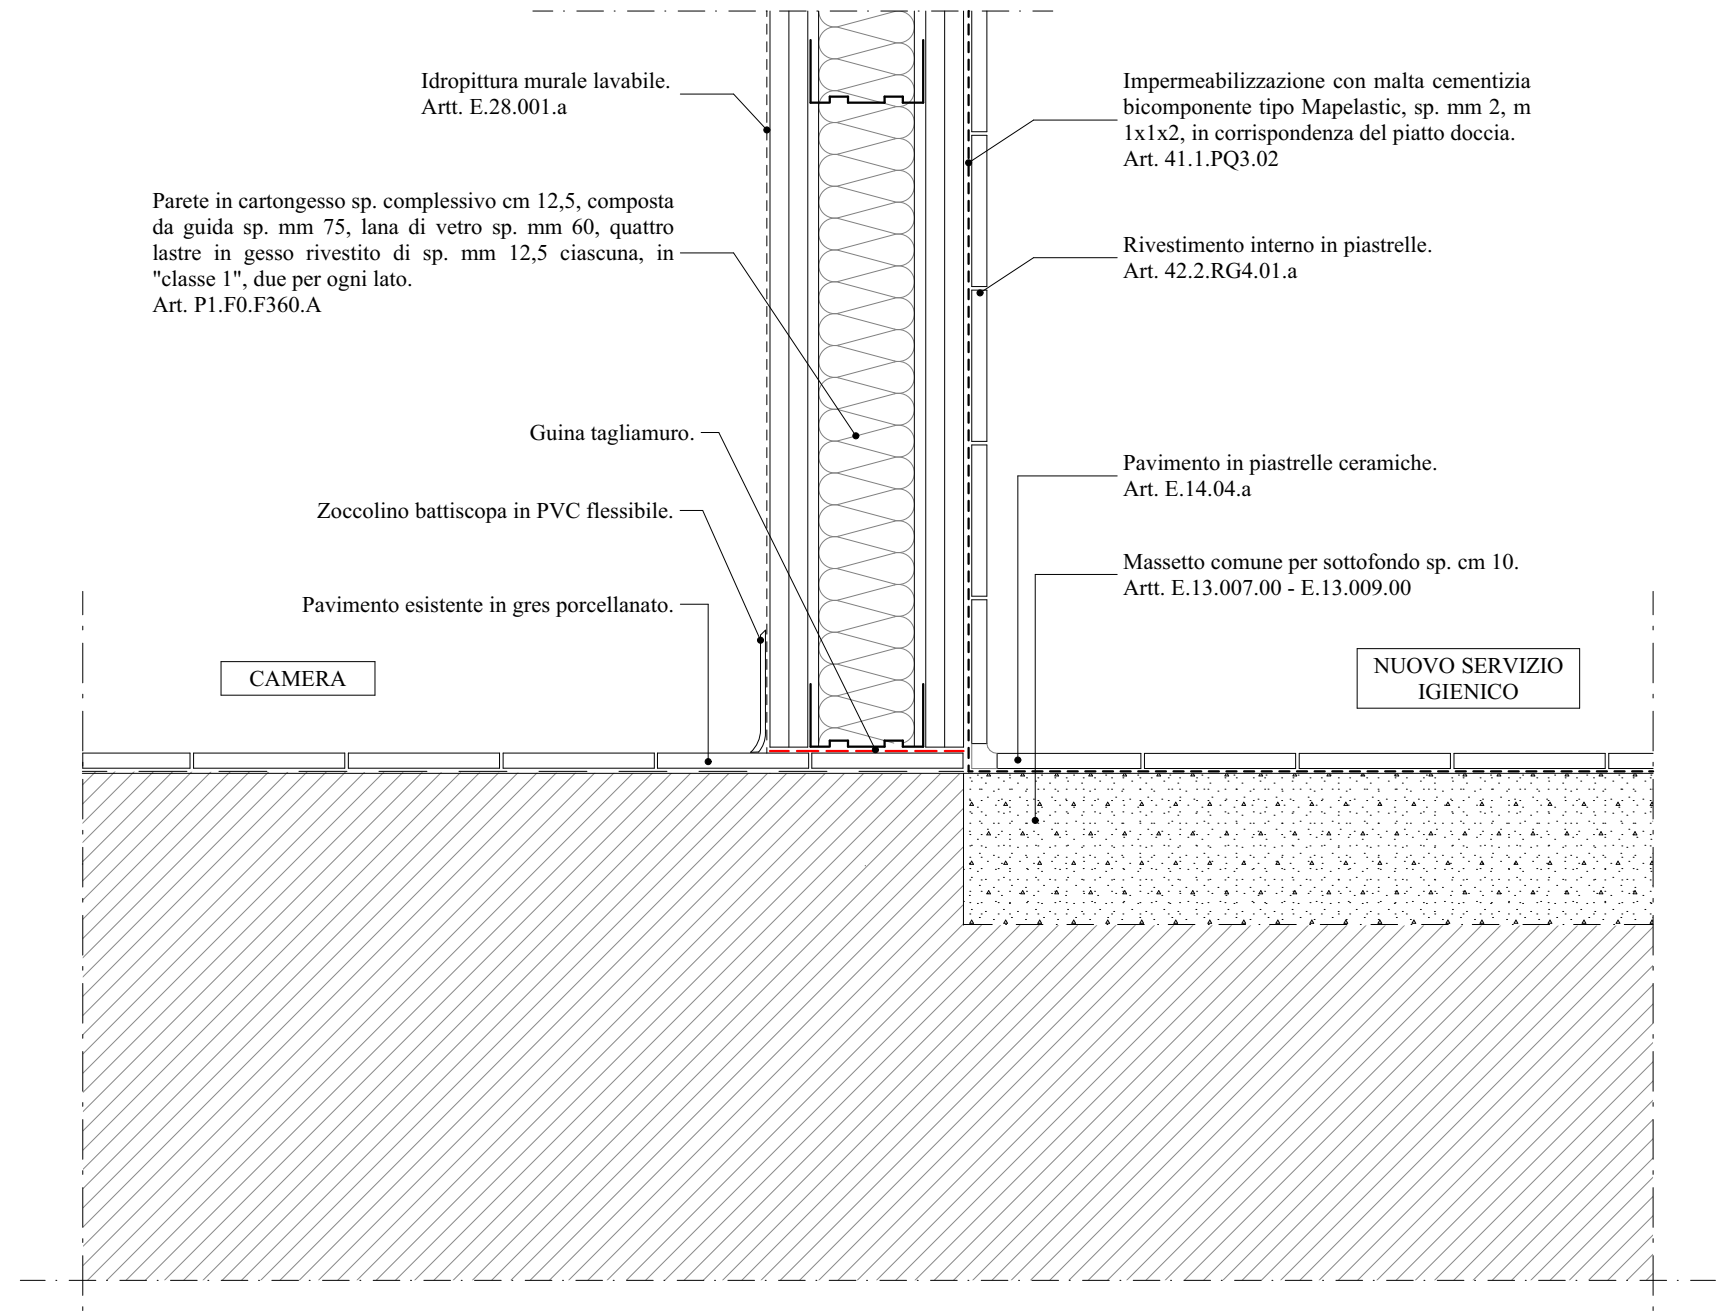 Idropittura murale lavabile.
Artt. E.28.001.a
Parete in cartongesso sp. complessivo cm 12,5, composta
da guida sp. mm 75, lana di vetro sp. mm 60, quattro
lastre in gesso rivestito di sp. mm 12,5 ciascuna, in
"classe 1", due per ogni lato.
Art. P1.F0.F360.A
Guina tagliamuro.
Zoccolino battiscopa in PVC flessibile.
Pavimento esistente in gres porcellanato.
CAMERA
Impermeabilizzazione con malta cementizia
bicomponente tipo Mapelastic, sp. mm 2, m
1x1x2, in corrispondenza del piatto doccia.
Art. 41.1.PQ3.02
Rivestimento interno in piastrelle.
Art. 42.2.RG4.01.a
Pavimento in piastrelle ceramiche.
Art. E.14.04.a
Massetto comune per sottofondo sp. cm 10.
Artt. E.13.007.00 - E.13.009.00
NUOVO SERVIZIO
IGIENICO